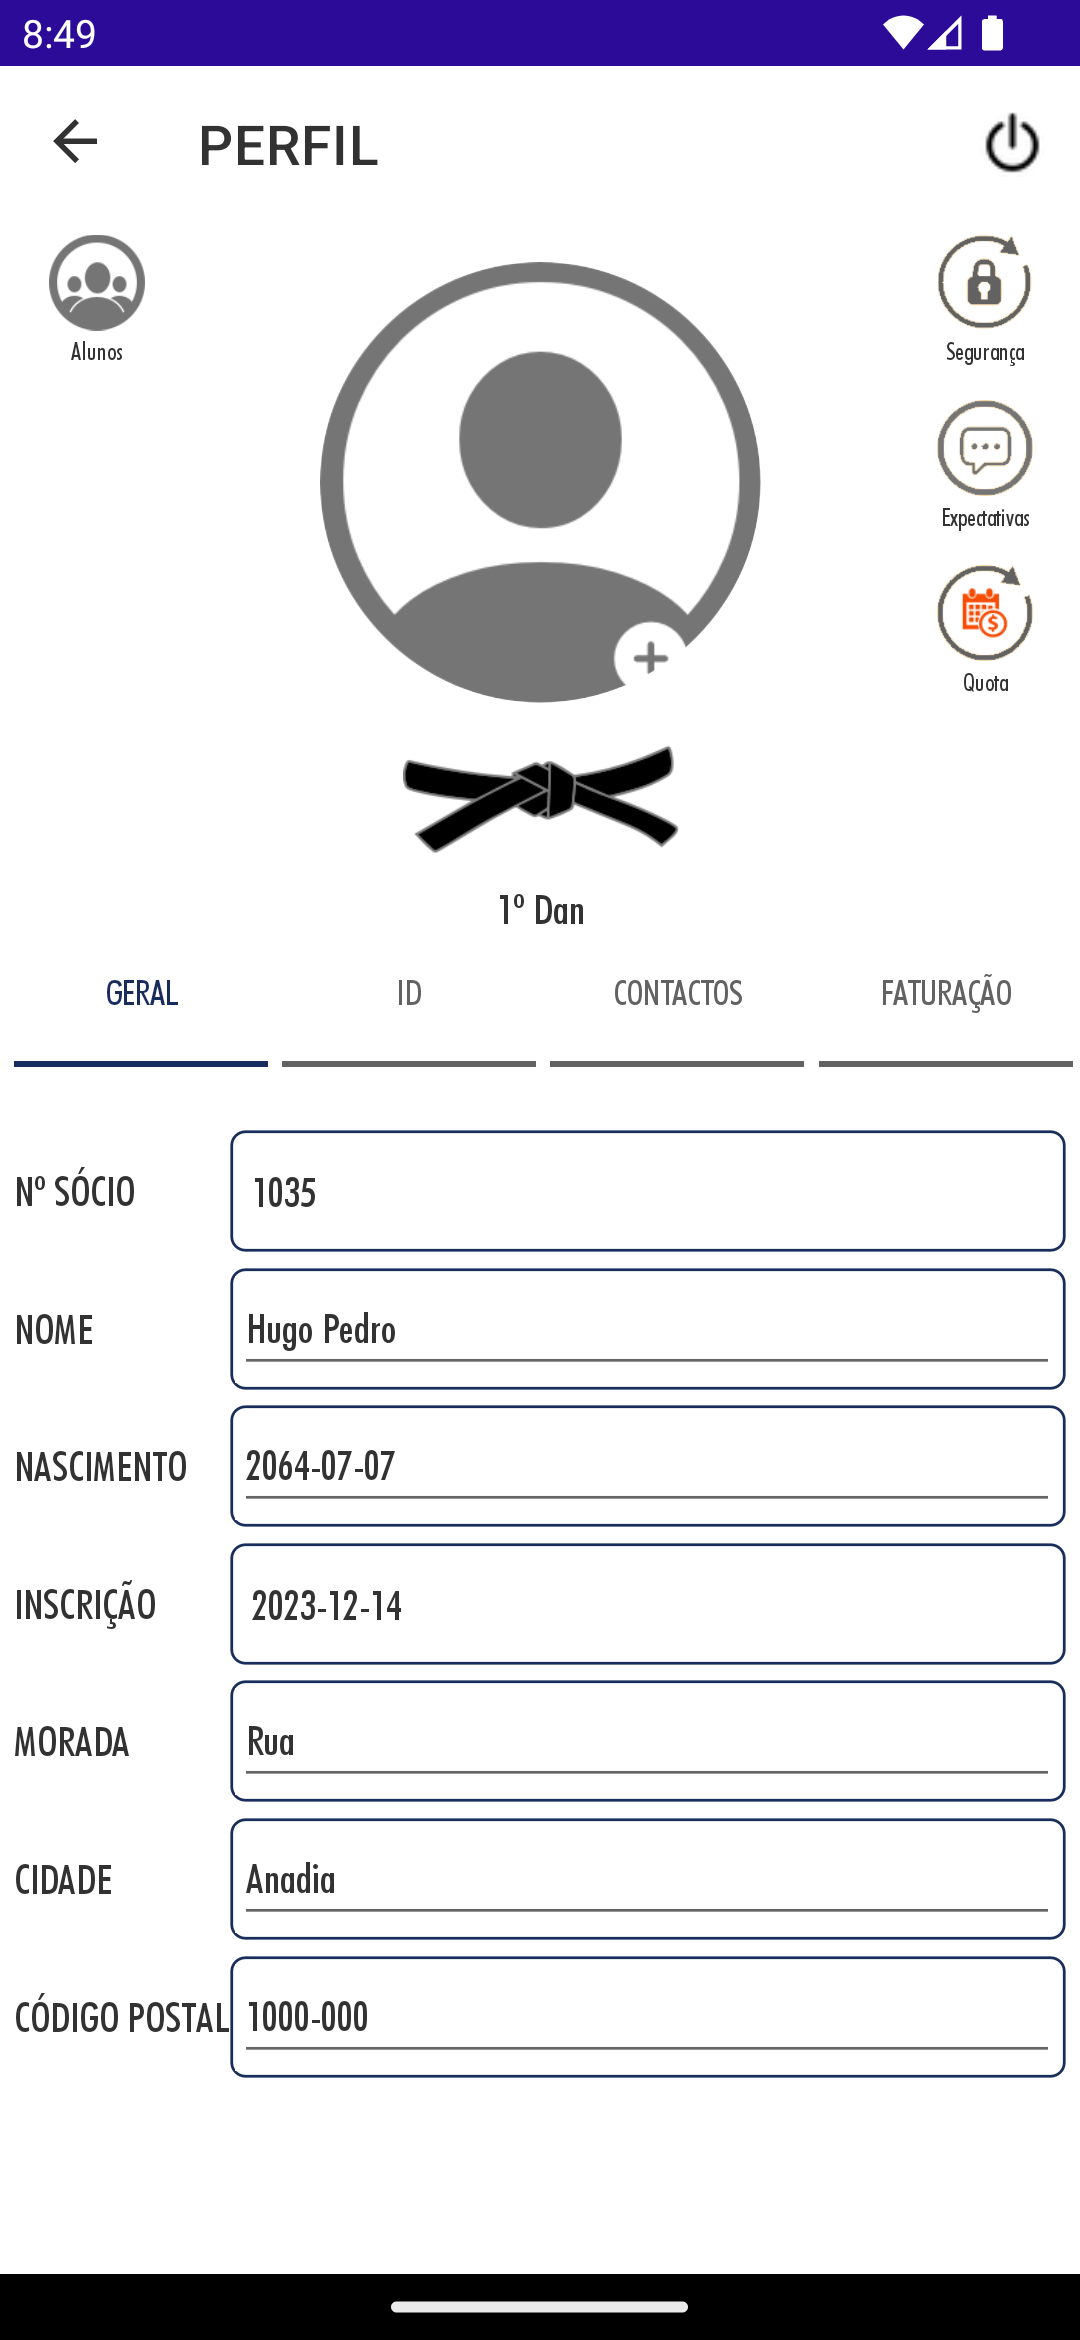 8:49
PERFIL
Alunos
Segurança
Expectativas
Quota
1º Dan
GERAL ID CONTACTOS FATURAÇÃO
Nº SÓCIO 1035
NOME Hugo Pedro
NASCIMENTO 2064-07-07
INSCRIÇÃO 2023-12-14
MORADA Rua
CIDADE Anadia
CÓDIGO POSTAL 1000-000